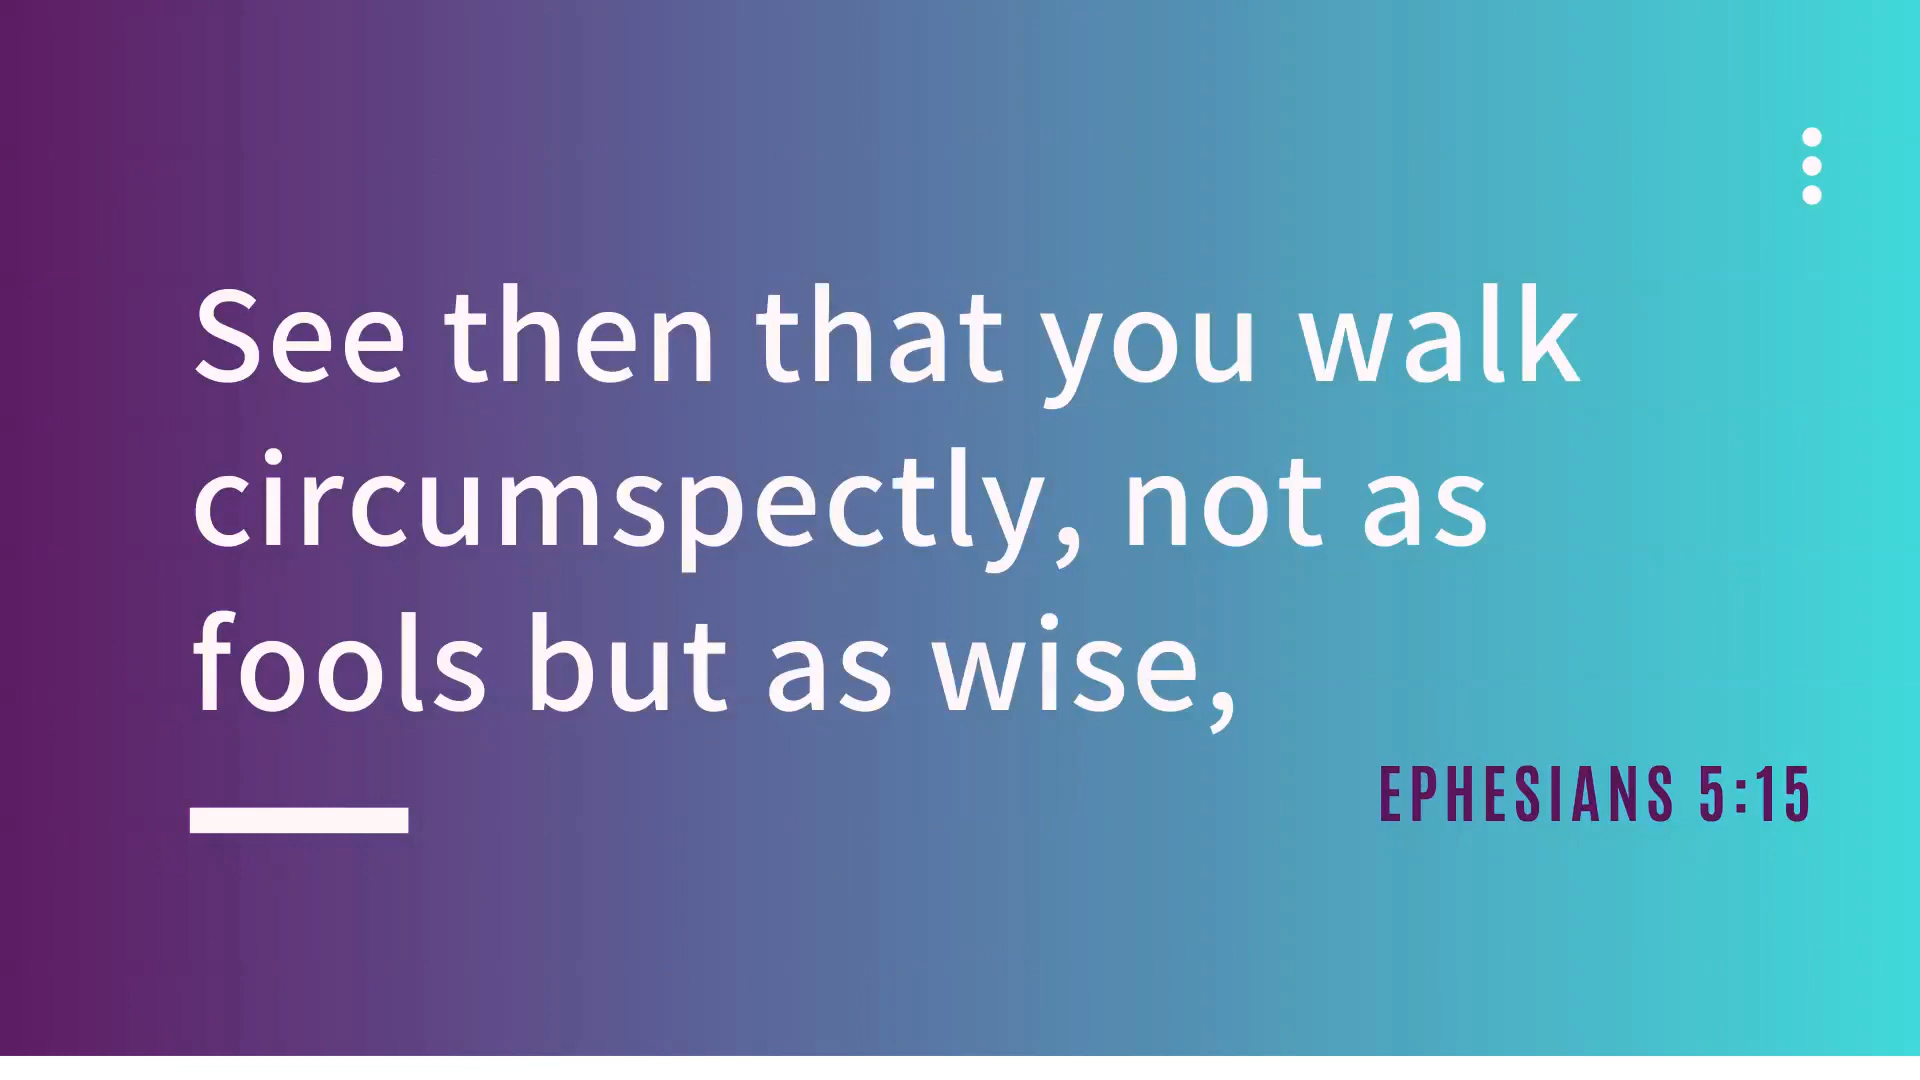 See then that you walk
circumspectly, not as
fools but as wise,
EPHESIANS 5:15